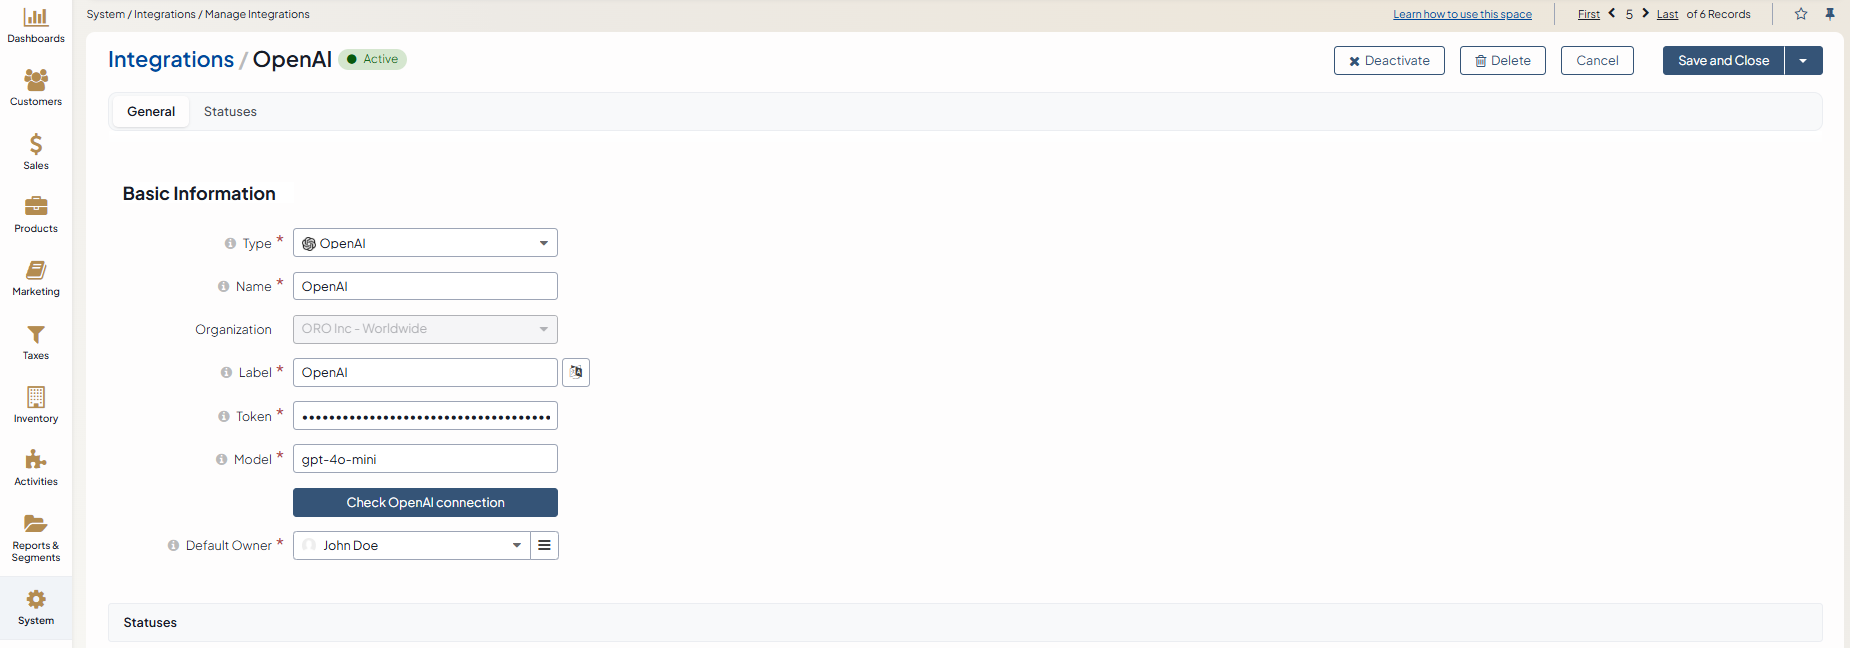 Dashboards
Customers
Sales
Products
Marketing
Taxes
Inventory
Activities
Reports &
Segments
System
System / Integrations / Manage Integrations
Learn how to use this space
First 5 Last of 6 Records
Integrations / OpenAI Active
Deactivate Delete Cancel Save and Close
General Statuses
Basic Information
Type * OpenAI
Name * OpenAI
Organization ORO Inc - Worldwide
Label * OpenAI
Token * ••••••••••••••••••••••••••••••••••••
Model * gpt-4o-mini
Check OpenAI connection
Default Owner * John Doe
Statuses